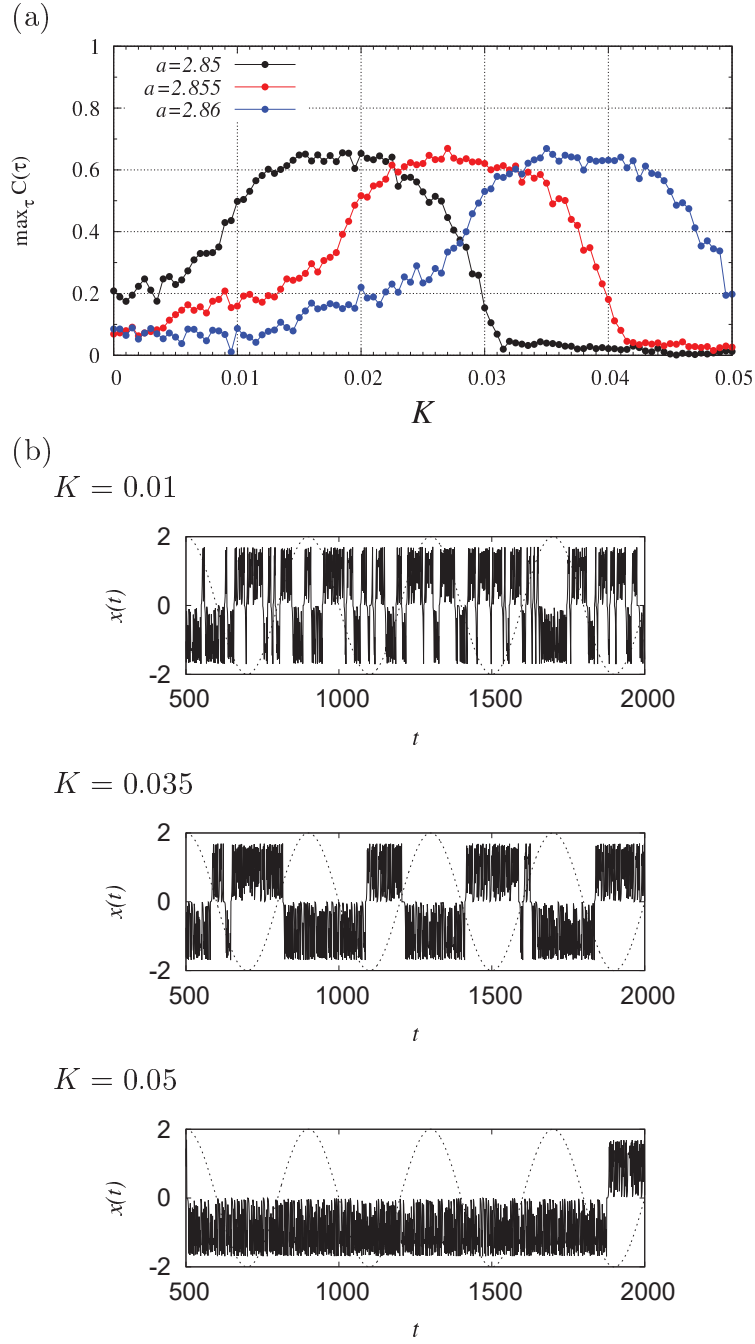 (a)
1
0.8
0.6
0.4
0.2
0
a=2.85
a=2.855
a=2.86
max_τ C(τ)
0 0.01 0.02 0.03 0.04 0.05
K
(b)
K = 0.01
2
0
-2
x(t)
500 1000 1500 2000
t
K = 0.035
2
0
-2
x(t)
500 1000 1500 2000
t
K = 0.05
2
0
-2
x(t)
500 1000 1500 2000
t